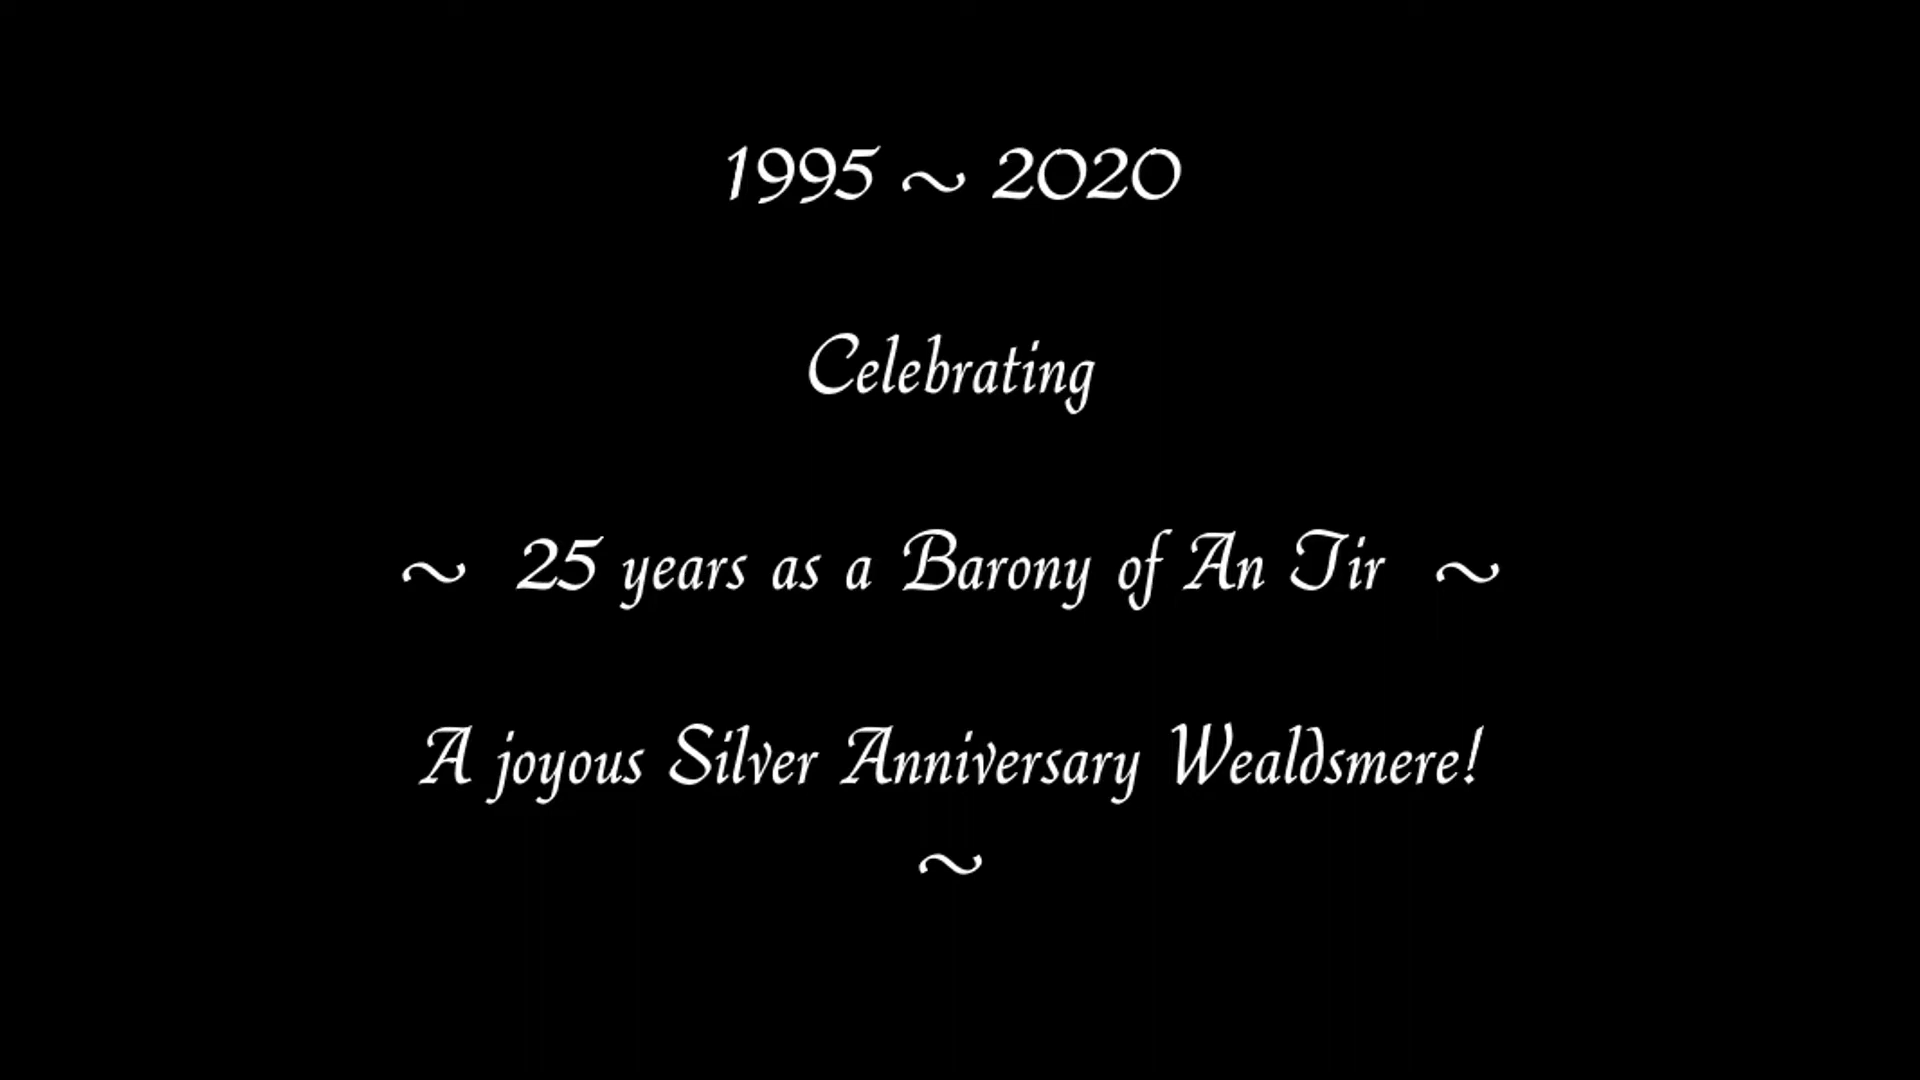 1995 ~ 2020
Celebrating
~ 25 years as a Barony of An Tir ~
A joyous Silver Anniversary Wealdsmere!
~